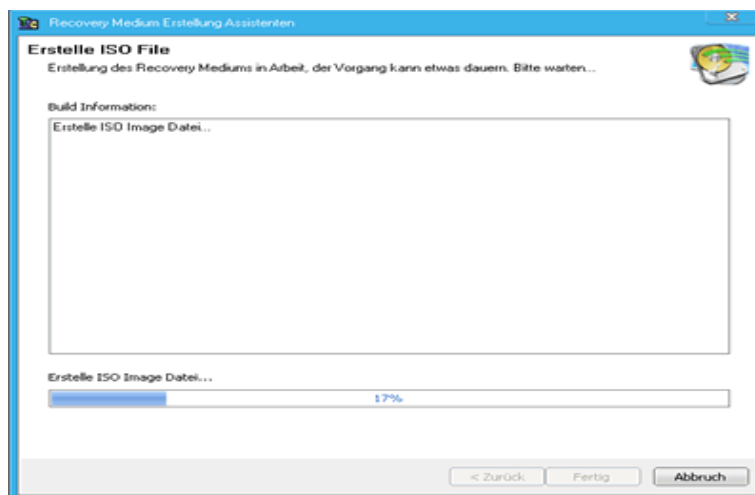 Recovery Medium Erstellung Assistenten
Erstelle ISO File
Erstellung des Recovery Mediums in Arbeit, der Vorgang kann etwas dauern. Bitte warten...
Build Information:
Erstelle ISO Image Datei...
Erstelle ISO Image Datei...
17%
< Zurück
Fertig
Abbruch